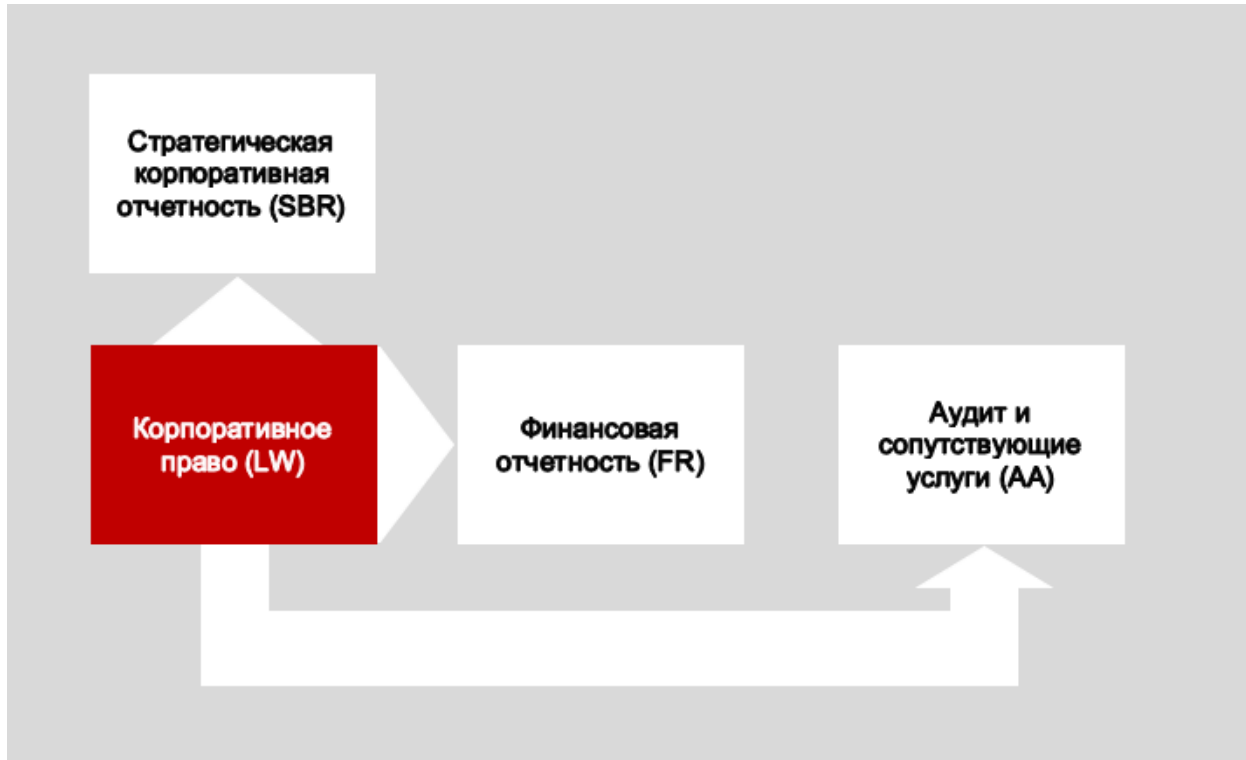 Стратегическая
корпоративная
отчетность (SBR)
Корпоративное
право (LW)
Финансовая
отчетность (FR)
Аудит и
сопутствующие
услуги (AA)